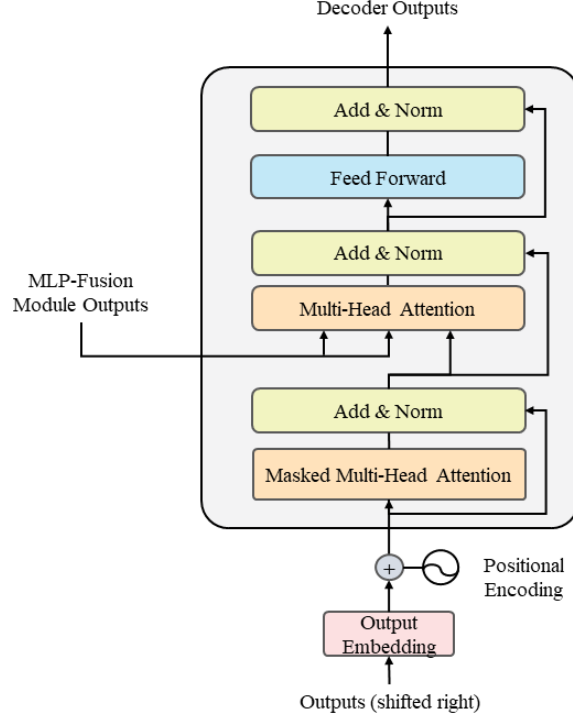 Decoder Outputs
Add & Norm
Feed Forward
Add & Norm
MLP-Fusion
Module Outputs
Multi-Head Attention
Add & Norm
Masked Multi-Head Attention
+
Positional
Encoding
Output
Embedding
Outputs (shifted right)